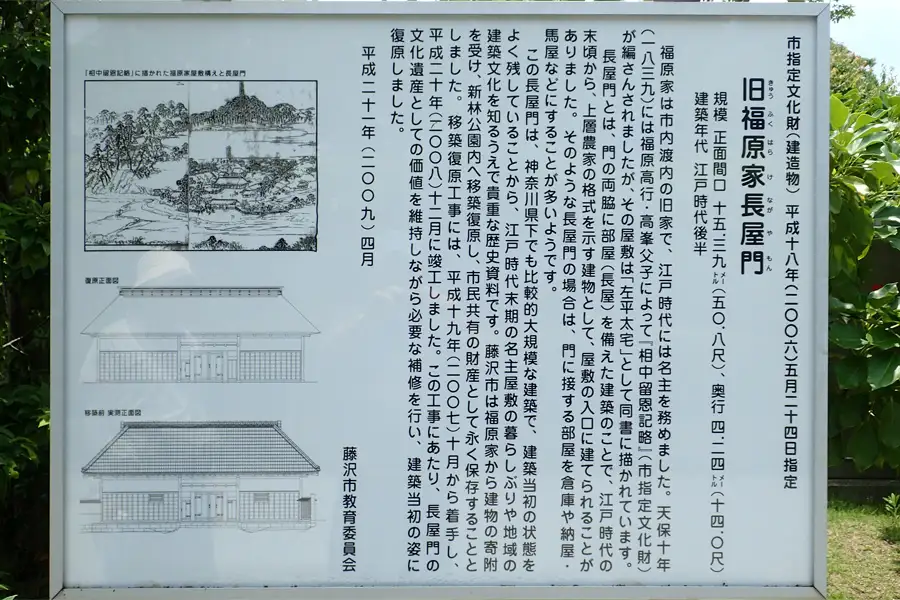 市指定文化財(建造物) 平成十八年(二〇〇六)五月二十四日指定
旧福原家長屋門
きゅう ふく はら け なが や もん
規模 正面間口 十五・三九メートル(五〇・八尺)、奥行 四・二四メートル(十四・〇尺)
建築年代 江戸時代後半
福原家は市内渡内の旧家で、江戸時代には名主を務めました。天保十年
(一八三九)には福原高行・高峯父子によって『相中留恩記略』(市指定文化財)
が編さんされましたが、その屋敷は「左平太宅」として同書に描かれています。
長屋門とは、門の両脇に部屋(長屋)を備えた建築のことで、江戸時代の
末頃から、上層農家の格式を示す建物として、屋敷の入口に建てられることが
ありました。そのような長屋門の場合は、門に接する部屋を倉庫や納屋・
馬屋などにすることが多いようです。
この長屋門は、神奈川県下でも比較的大規模な建築で、建築当初の状態を
よく残していることから、江戸時代末期の名主屋敷の暮らしぶりや地域の
建築文化を知るうえで貴重な歴史資料です。藤沢市は福原家から建物の寄附
を受け、新林公園内へ移築復原し、市民共有の財産として永く保存することと
しました。移築復原工事には、平成十九年(二〇〇七)十月から着手し、
平成二十年(二〇〇八)十二月に竣工しました。この工事にあたり、長屋門の
文化遺産としての価値を維持しながら必要な補修を行い、建築当初の姿に
復原しました。
平成二十一年(二〇〇九)四月
藤沢市教育委員会
『相中留恩記略』に描かれた福原家屋敷構えと長屋門
復原正面図
移築前 実測正面図